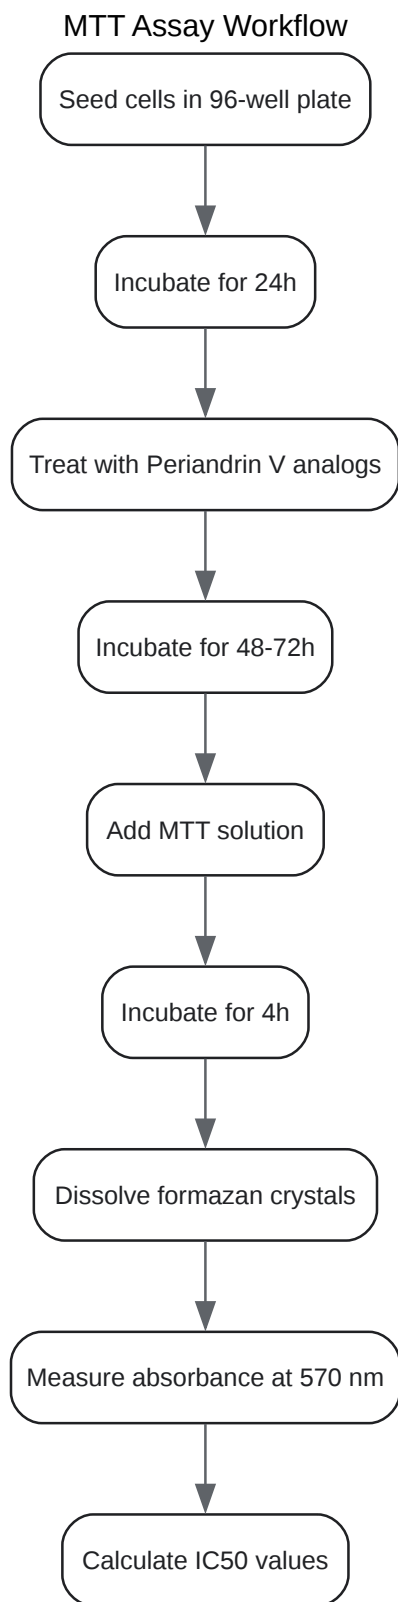 MTT Assay Workflow
Seed cells in 96-well plate
Incubate for 24h
Treat with Periandrin V analogs
Incubate for 48-72h
Add MTT solution
Incubate for 4h
Dissolve formazan crystals
Measure absorbance at 570 nm
Calculate IC50 values